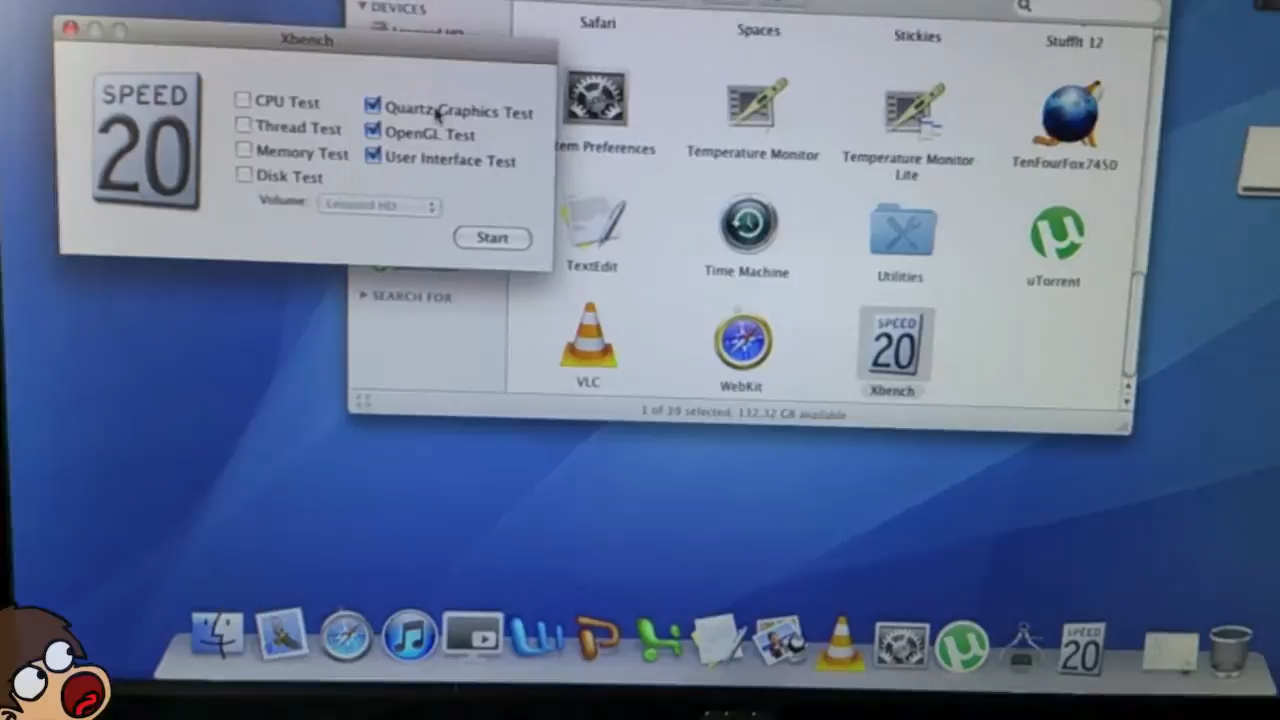 Xbench
SPEED
20
CPU Test
Thread Test
Memory Test
Disk Test
Volume:
Leopard HD
Quartz Graphics Test
OpenGL Test
User Interface Test
Start
DEVICES
SEARCH FOR
Safari
Spaces
Stickies
StuffIt 12
tem Preferences
Temperature Monitor
Temperature Monitor
Lite
TenFourFox7450
TextEdit
Time Machine
Utilities
uTorrent
VLC
WebKit
SPEED
20
Xbench
1 of 39 selected, 132.32 GB available
SPEED
20